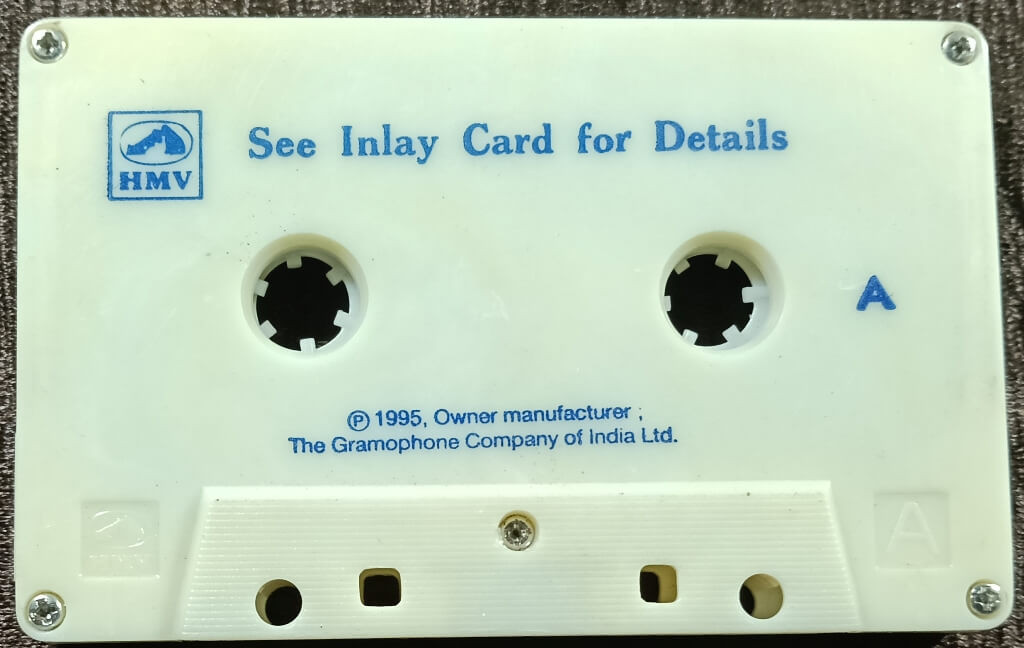 See Inlay Card for Details
HMV
A
Ⓟ 1995, Owner manufacturer ;
The Gramophone Company of India Ltd.
A